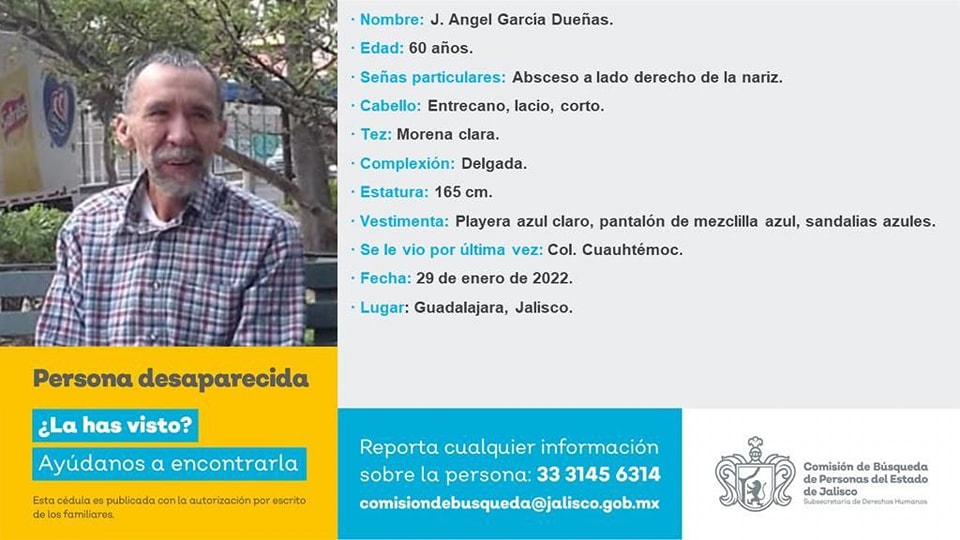 · Nombre: J. Angel García Dueñas.
· Edad: 60 años.
· Señas particulares: Absceso a lado derecho de la nariz.
· Cabello: Entrecano, lacio, corto.
· Tez: Morena clara.
· Complexión: Delgada.
· Estatura: 165 cm.
· Vestimenta: Playera azul claro, pantalón de mezclilla azul, sandalias azules.
· Se le vio por última vez: Col. Cuauhtémoc.
· Fecha: 29 de enero de 2022.
· Lugar: Guadalajara, Jalisco.
Persona desaparecida
¿La has visto?
Ayúdanos a encontrarla
Esta cédula es publicada con la autorización por escrito
de los familiares.
Reporta cualquier información
sobre la persona: 33 3145 6314
comisiondebusqueda@jalisco.gob.mx
Comisión de Búsqueda
de Personas del Estado
de Jalisco
Subsecretaría de Derechos Humanos